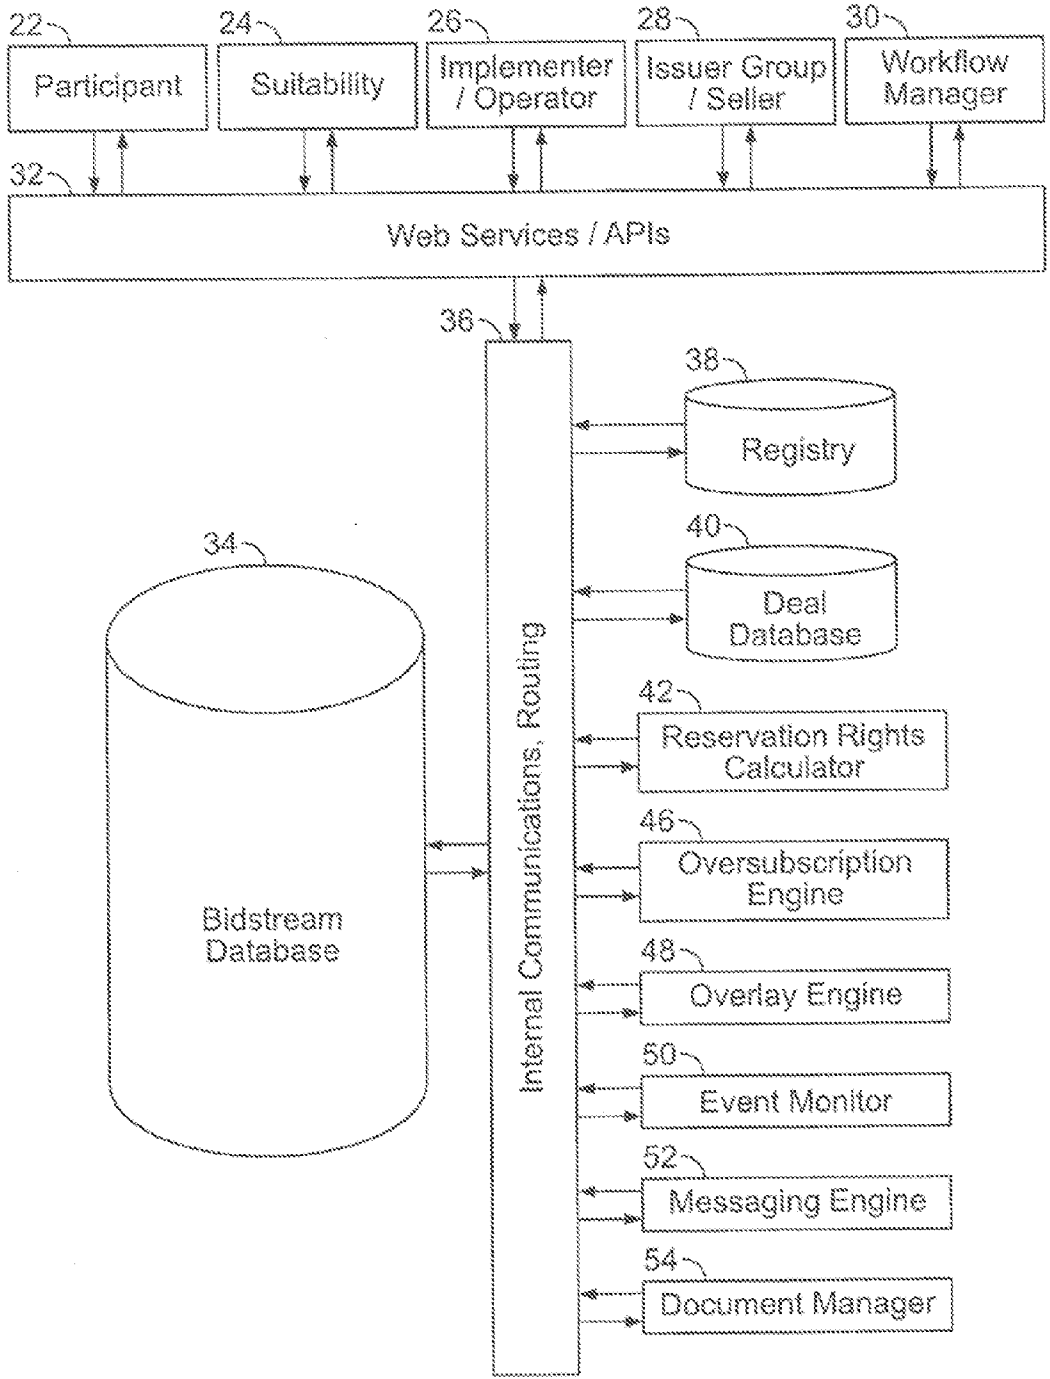 22
24
26
28
30
Participant
Suitability
Implementer
/ Operator
Issuer Group
/ Seller
Workflow
Manager
32
Web Services / APIs
36
38
Registry
40
Deal
Database
34
Bidstream
Database
Internal Communications, Routing
42
Reservation Rights
Calculator
46
Oversubscription
Engine
48
Overlay Engine
50
Event Monitor
52
Messaging Engine
54
Document Manager